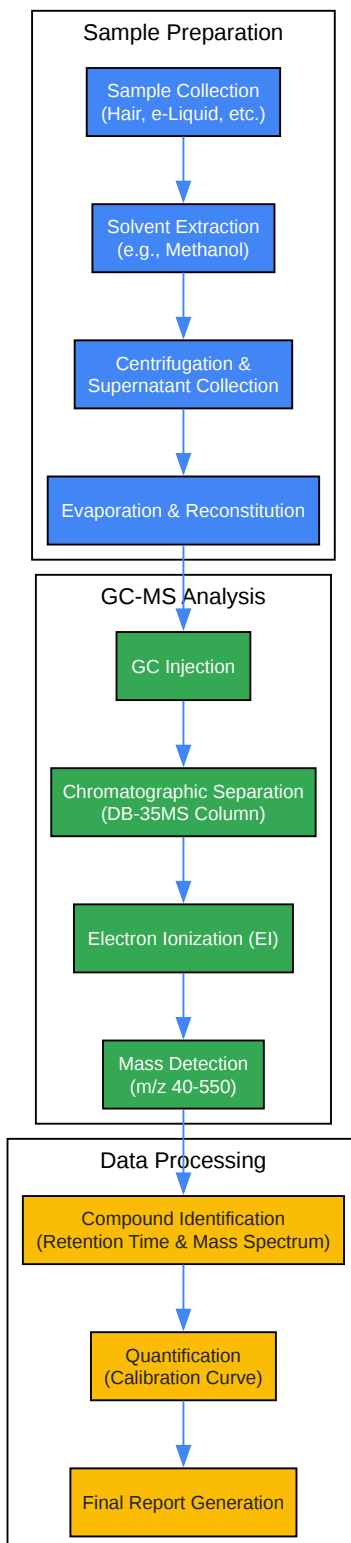 Sample Preparation
Sample Collection
(Hair, e-Liquid, etc.)
Solvent Extraction
(e.g., Methanol)
Centrifugation &
Supernatant Collection
Evaporation & Reconstitution
GC-MS Analysis
GC Injection
Chromatographic Separation
(DB-35MS Column)
Electron Ionization (EI)
Mass Detection
(m/z 40-550)
Data Processing
Compound Identification
(Retention Time & Mass Spectrum)
Quantification
(Calibration Curve)
Final Report Generation